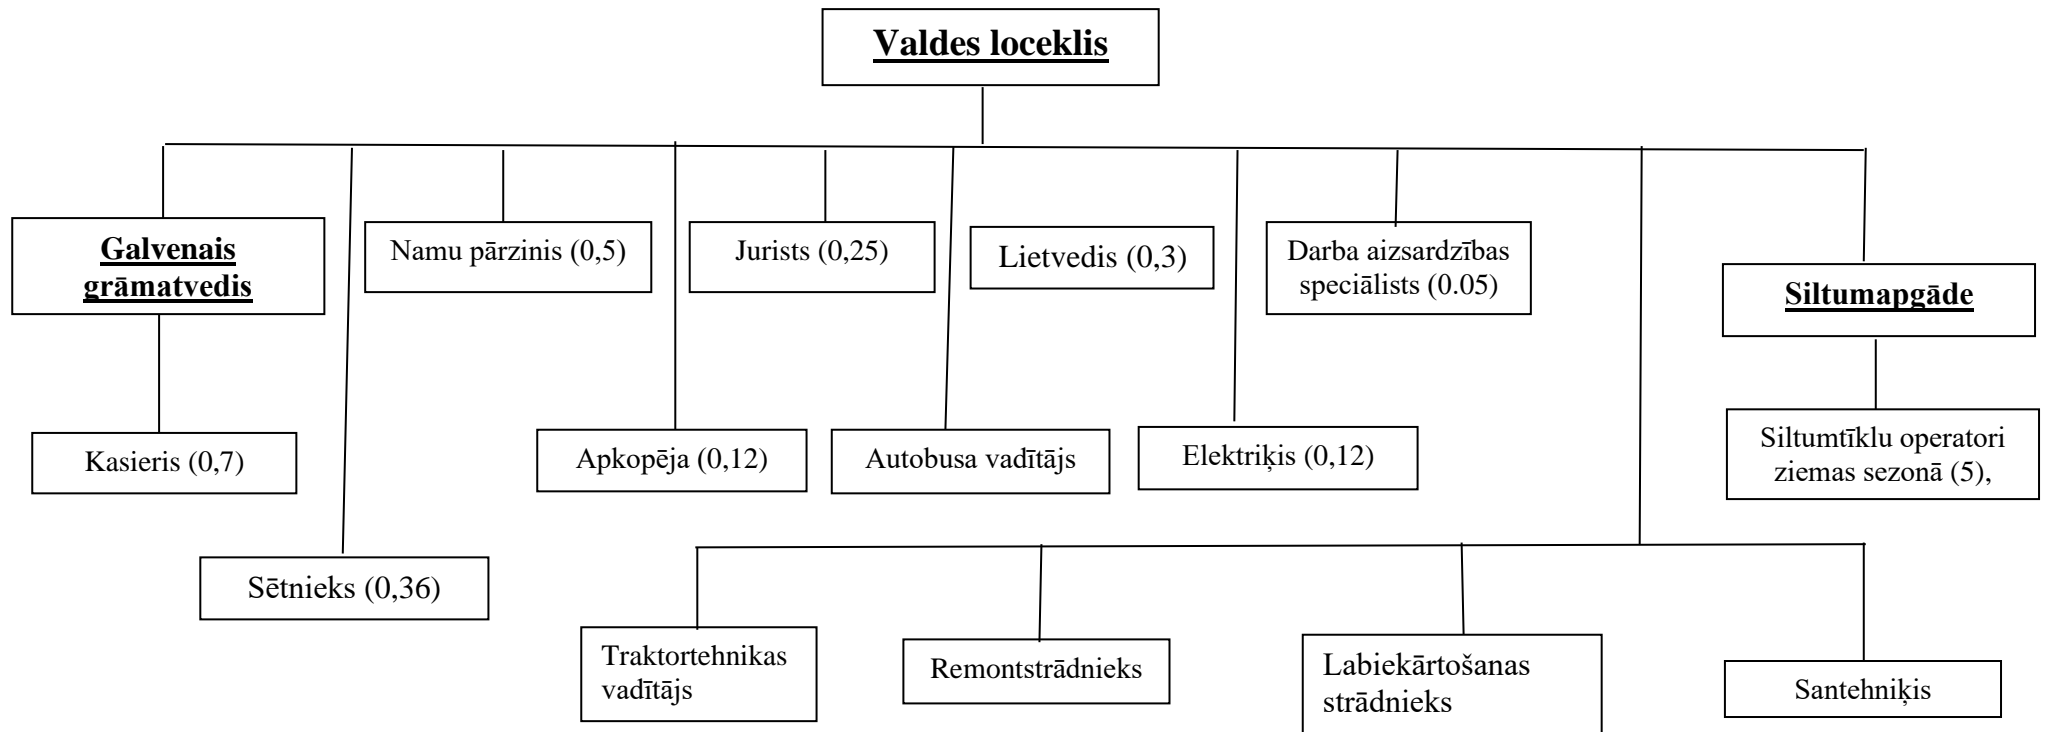 Valdes loceklis
Galvenais
grāmatvedis
Namu pārzinis (0,5)
Jurists (0,25)
Lietvedis (0,3)
Darba aizsardzības
speciālists (0.05)
Siltumapgāde
Kasieris (0,7)
Apkopēja (0,12)
Autobusa vadītājs
Elektriķis (0,12)
Siltumtīklu operatori
ziemas sezonā (5),
Sētnieks (0,36)
Traktortehnikas
vadītājs
Remontstrādnieks
Labiekārtošanas
strādnieks
Santehniķis